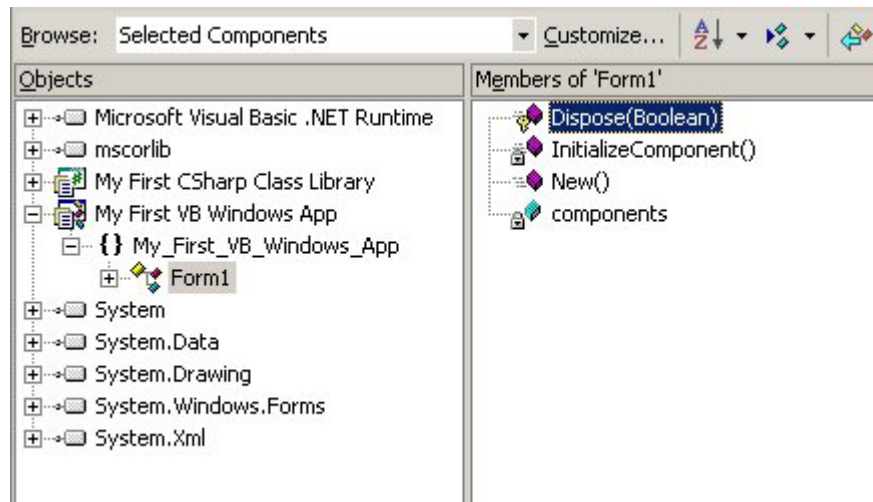 Browse: Selected Components Customize...
Objects
Microsoft Visual Basic .NET Runtime
mscorlib
My First CSharp Class Library
My First VB Windows App
{} My_First_VB_Windows_App
Form1
System
System.Data
System.Drawing
System.Windows.Forms
System.Xml
Members of 'Form1'
Dispose(Boolean)
InitializeComponent()
New()
components